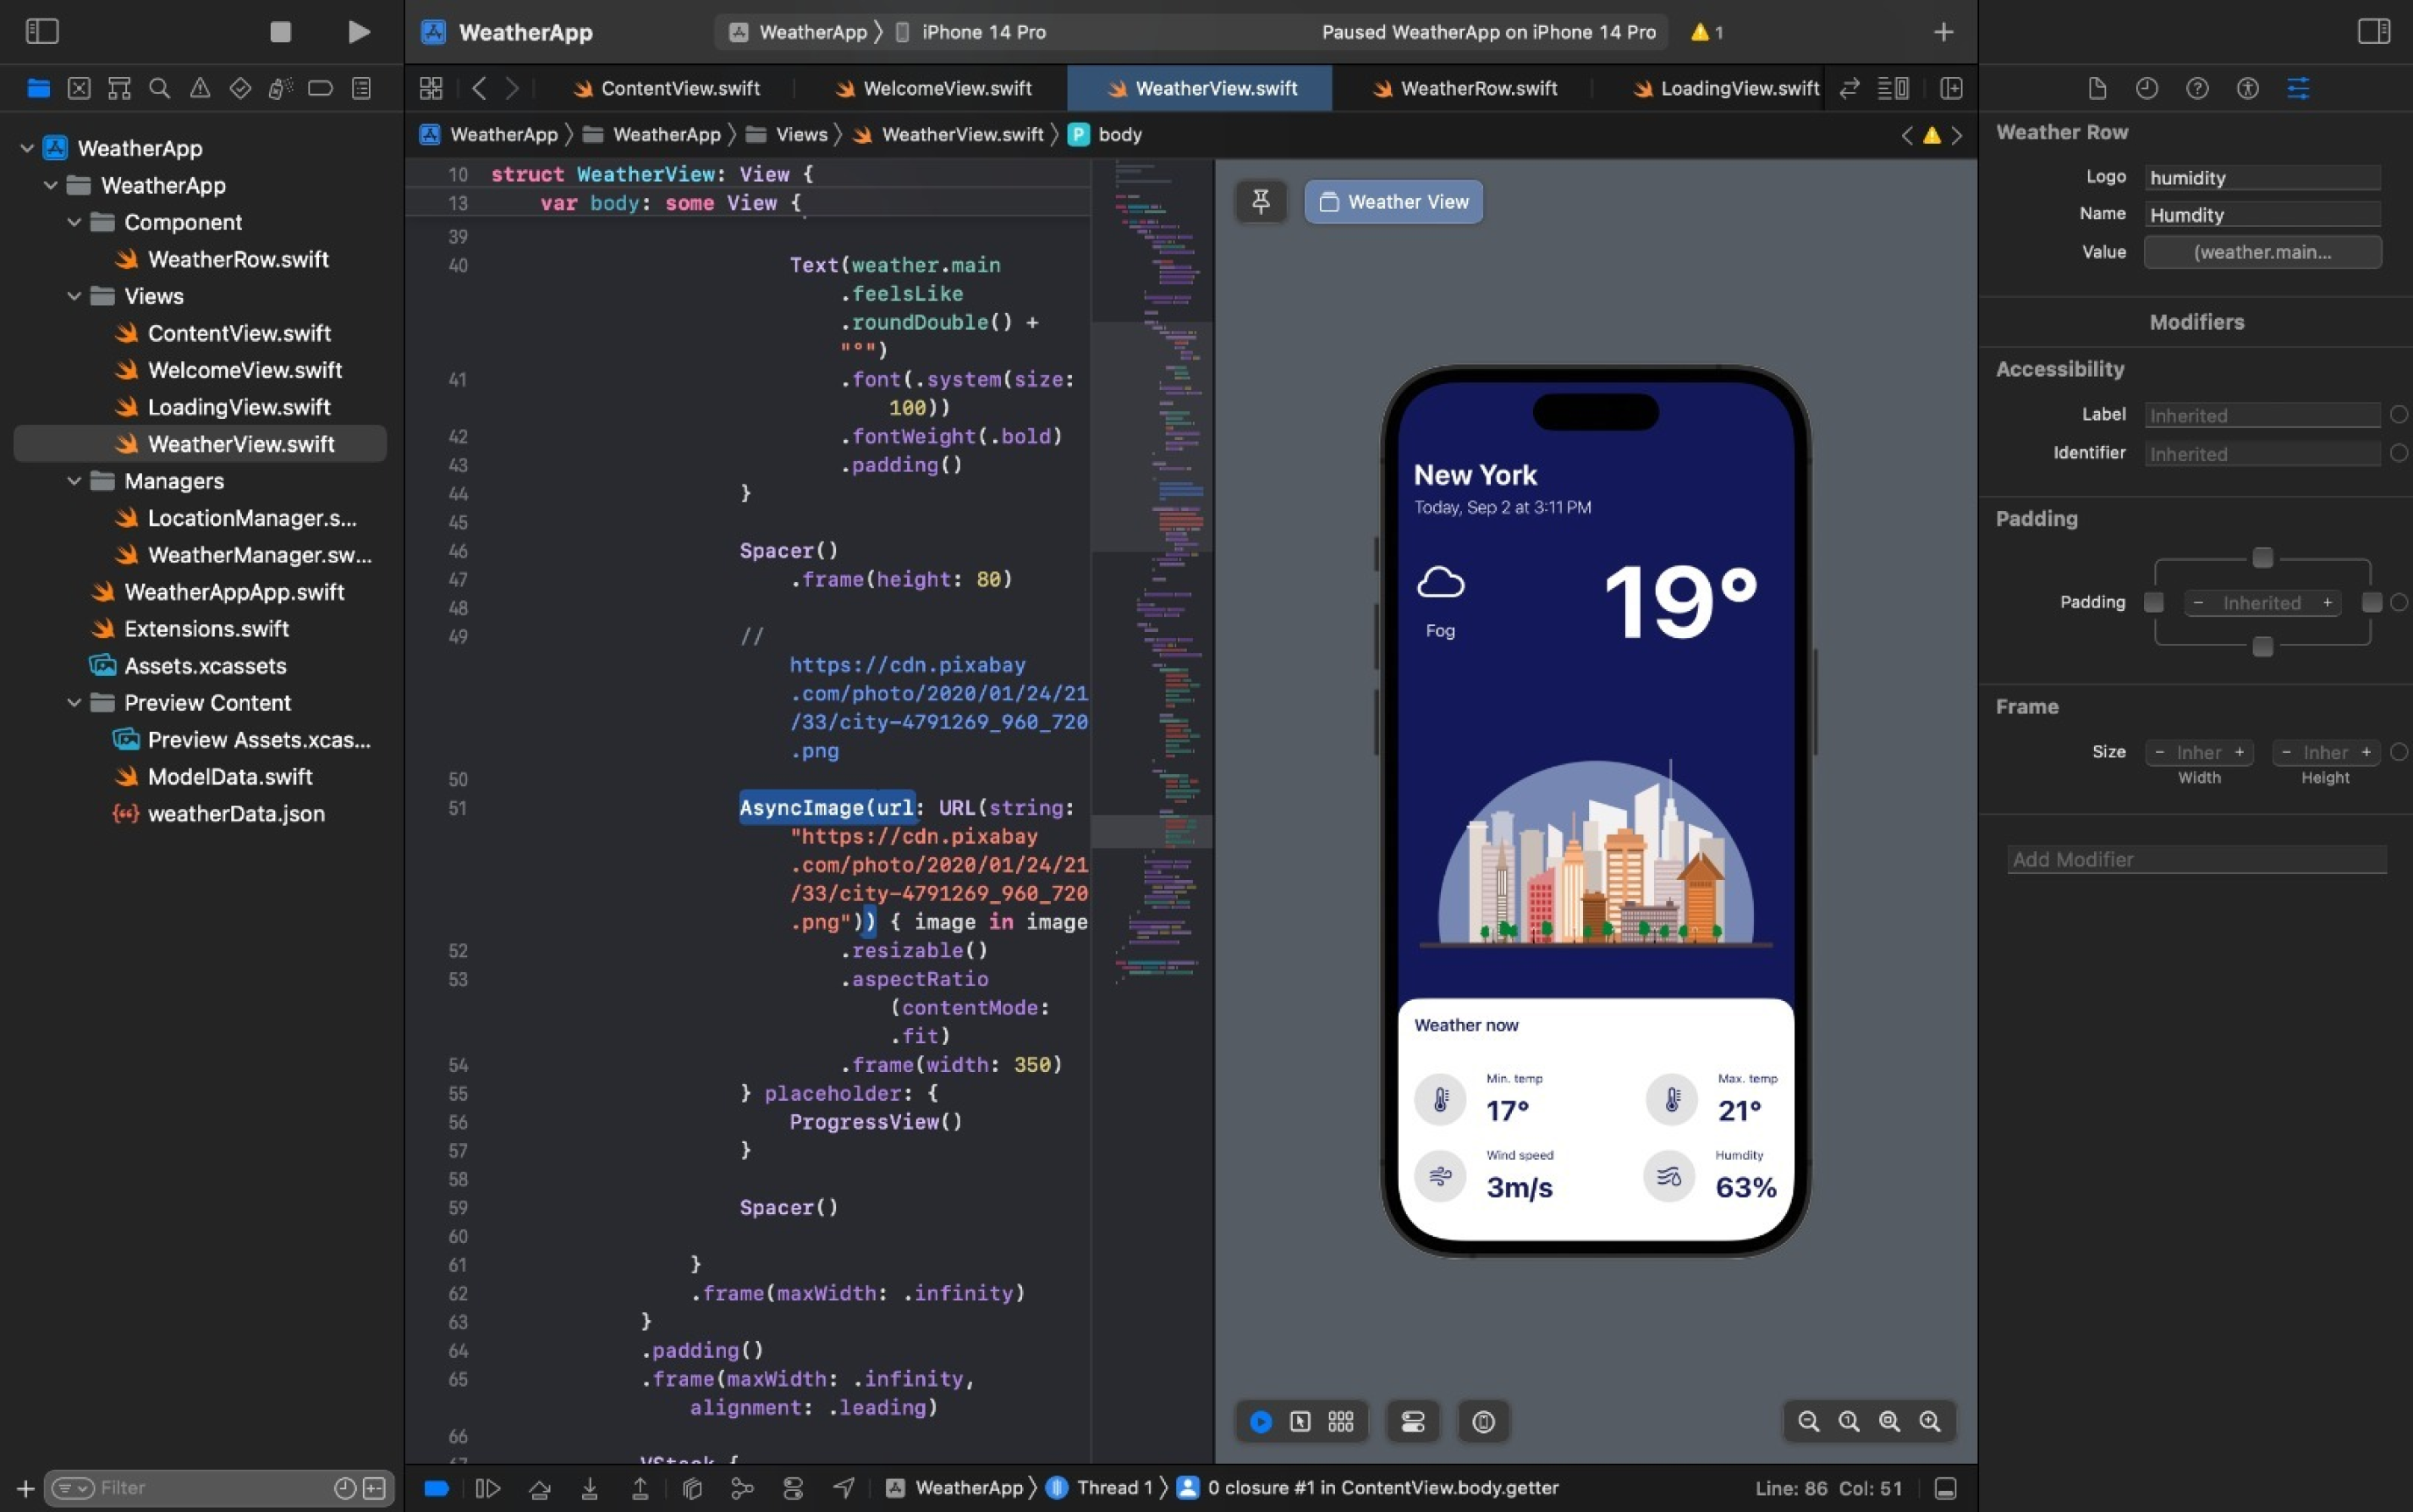 WeatherApp
WeatherApp
iPhone 14 Pro
Paused WeatherApp on iPhone 14 Pro
1
ContentView.swift
WelcomeView.swift
WeatherView.swift
WeatherRow.swift
LoadingView.swift
WeatherApp
WeatherApp
Views
WeatherView.swift
P
body
WeatherApp
WeatherApp
Component
WeatherRow.swift
Views
ContentView.swift
WelcomeView.swift
LoadingView.swift
WeatherView.swift
Managers
LocationManager.s...
WeatherManager.sw...
WeatherAppApp.swift
Extensions.swift
Assets.xcassets
Preview Content
Preview Assets.xcas...
ModelData.swift
weatherData.json
Filter
10 struct WeatherView: View {
13 var body: some View {
39
40 Text(weather.main
.feelsLike
.roundDouble() +
"°")
41 .font(.system(size:
100))
42 .fontWeight(.bold)
43 .padding()
44 }
45
46 Spacer()
47 .frame(height: 80)
48
49 //
https://cdn.pixabay
.com/photo/2020/01/24/21
/33/city-4791269_960_720
.png
50
51 AsyncImage(url: URL(string:
"https://cdn.pixabay
.com/photo/2020/01/24/21
/33/city-4791269_960_720
.png")) { image in image
52 .resizable()
53 .aspectRatio
(contentMode:
.fit)
54 .frame(width: 350)
55 } placeholder: {
56 ProgressView()
57 }
58
59 Spacer()
60
61 }
62 .frame(maxWidth: .infinity)
63 }
64 .padding()
65 .frame(maxWidth: .infinity,
alignment: .leading)
66
67 VStack {
Weather View
New York
Today, Sep 2 at 3:11 PM
Fog
19°
Weather now
Min. temp
17°
Max. temp
21°
Wind speed
3m/s
Humdity
63%
Weather Row
Logo humidity
Name Humdity
Value (weather.main...
Modifiers
Accessibility
Label Inherited
Identifier Inherited
Padding
Padding - Inherited +
Frame
Size - Inher + - Inher +
Width Height
Add Modifier
WeatherApp
Thread 1
0 closure #1 in ContentView.body.getter
Line: 86 Col: 51